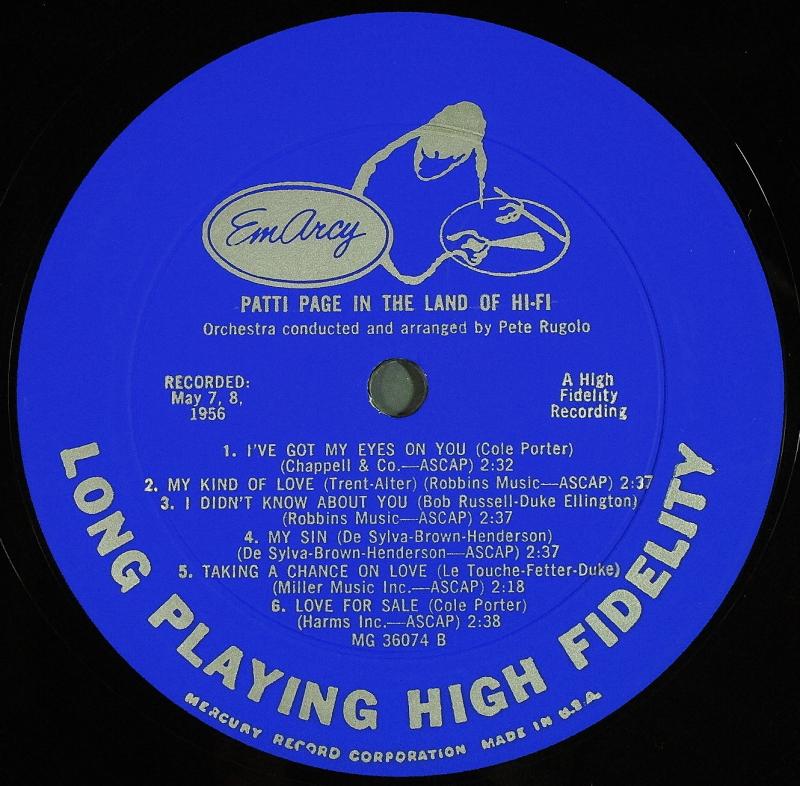 EmArcy
PATTI PAGE IN THE LAND OF HI-FI
Orchestra conducted and arranged by Pete Rugolo
RECORDED:
May 7, 8,
1956
A High
Fidelity
Recording
1. I'VE GOT MY EYES ON YOU (Cole Porter)
(Chappell & Co.—ASCAP) 2:32
2. MY KIND OF LOVE (Trent-Alter) (Robbins Music—ASCAP) 2:37
3. I DIDN'T KNOW ABOUT YOU (Bob Russell-Duke Ellington)
(Robbins Music—ASCAP) 2:37
4. MY SIN (De Sylva-Brown-Henderson)
(De Sylva-Brown-Henderson—ASCAP) 2:37
5. TAKING A CHANCE ON LOVE (Le Touche-Fetter-Duke)
(Miller Music Inc.—ASCAP) 2:18
6. LOVE FOR SALE (Cole Porter)
(Harms Inc.—ASCAP) 2:38
MG 36074 B
LONG PLAYING HIGH FIDELITY
MERCURY RECORD CORPORATION MADE IN U.S.A.